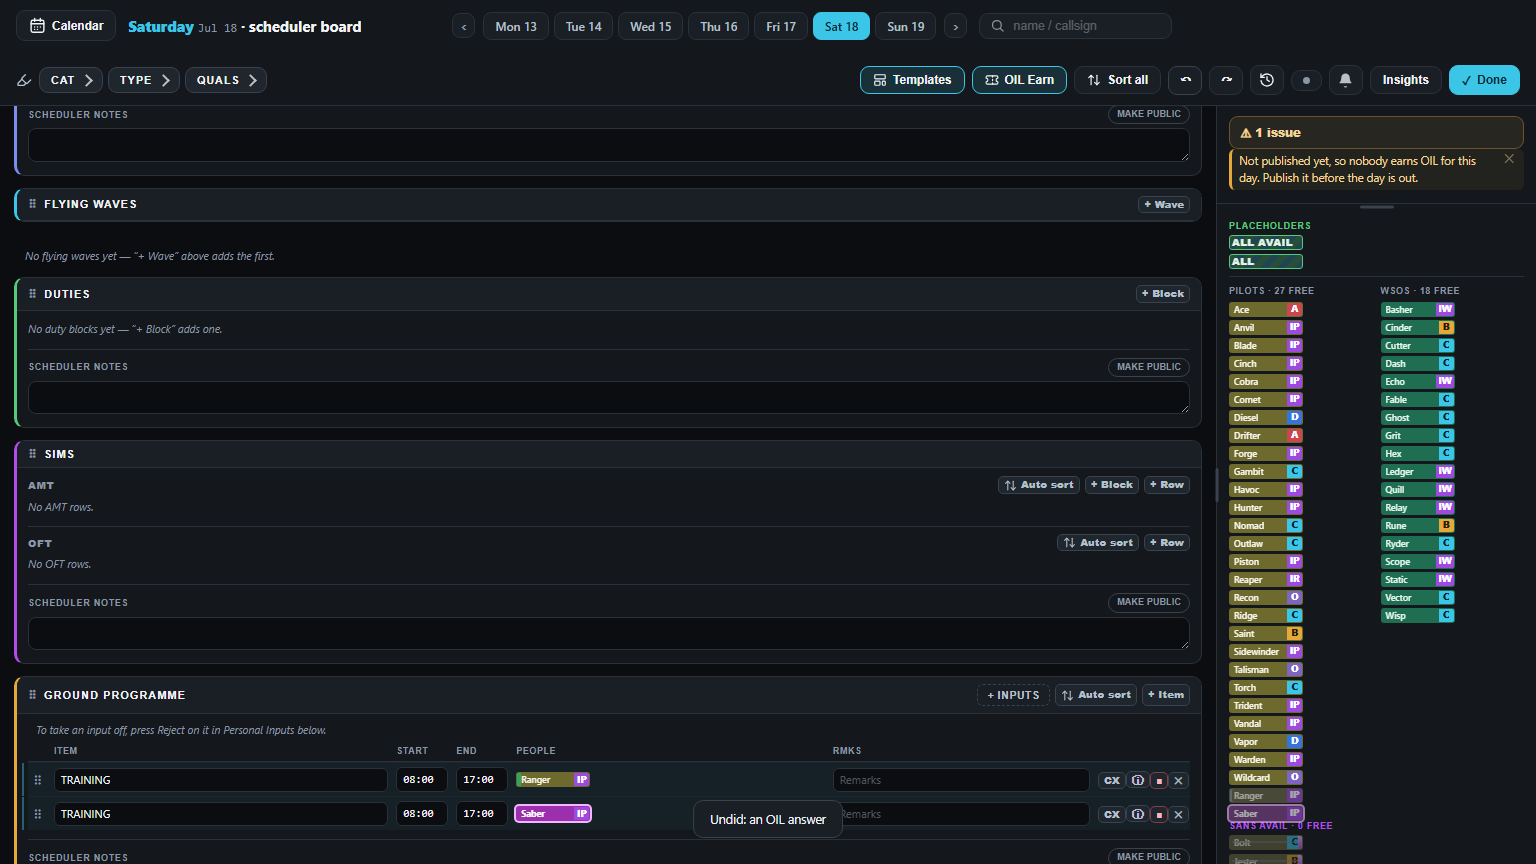 Calendar
Saturday Jul 18 · scheduler board
‹ Mon 13 Tue 14 Wed 15 Thu 16 Fri 17 Sat 18 Sun 19 ›
name / callsign
CAT TYPE QUALS
Templates OIL Earn Sort all Insights ✓ Done
SCHEDULER NOTES MAKE PUBLIC
FLYING WAVES + Wave
No flying waves yet — "+ Wave" above adds the first.
DUTIES + Block
No duty blocks yet — "+ Block" adds one.
SCHEDULER NOTES MAKE PUBLIC
SIMS
AMT Auto sort + Block + Row
No AMT rows.
OFT Auto sort + Row
No OFT rows.
SCHEDULER NOTES MAKE PUBLIC
GROUND PROGRAMME + INPUTS Auto sort + Item
To take an input off, press Reject on it in Personal Inputs below.
ITEM START END PEOPLE RMKS
TRAINING 08:00 17:00 Ranger IP Remarks CX
TRAINING 08:00 17:00 Saber IP Remarks CX
Undid: an OIL answer
SCHEDULER NOTES MAKE PUBLIC
⚠ 1 issue
Not published yet, so nobody earns OIL for this
day. Publish it before the day is out.
PLACEHOLDERS
ALL AVAIL
ALL
PILOTS · 27 FREE
Ace A
Anvil IP
Blade IP
Cinch IP
Cobra IP
Comet IP
Diesel D
Drifter A
Forge IP
Gambit C
Havoc IP
Hunter IP
Nomad C
Outlaw C
Piston IP
Reaper IR
Recon O
Ridge C
Saint B
Sidewinder IP
Talisman O
Torch C
Trident IP
Vandal IP
Vapor D
Warden IP
Wildcard O
Ranger IP
Saber IP
WSOS · 18 FREE
Basher IW
Cinder B
Cutter C
Dash C
Echo IW
Fable C
Ghost C
Grit C
Hex C
Ledger IW
Quill IW
Relay IW
Rune B
Ryder C
Scope IW
Static IW
Vector C
Wisp C
SANS AVAIL · 0 FREE
Bolt C
Jester B